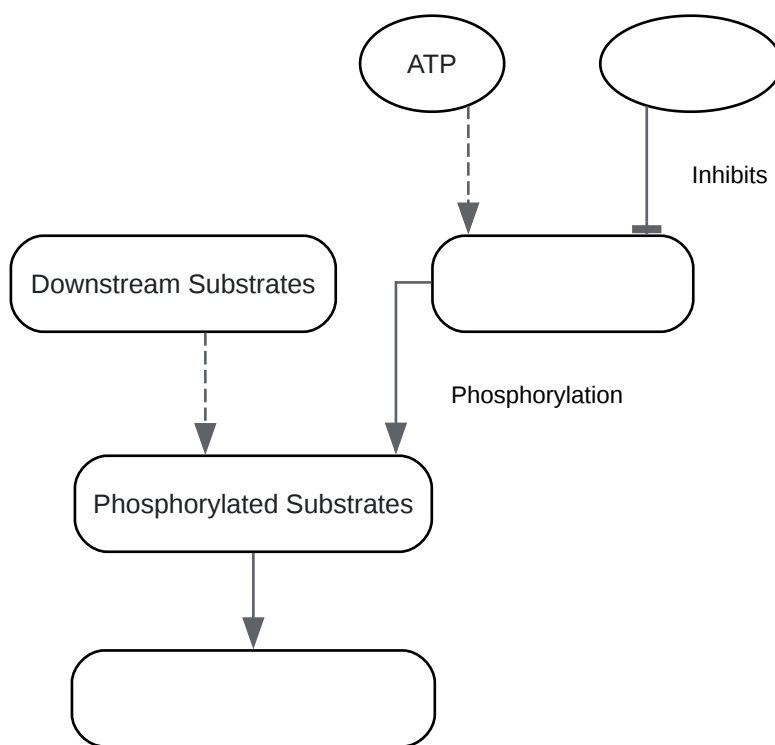 ATP
Inhibits
Downstream Substrates
Phosphorylation
Phosphorylated Substrates